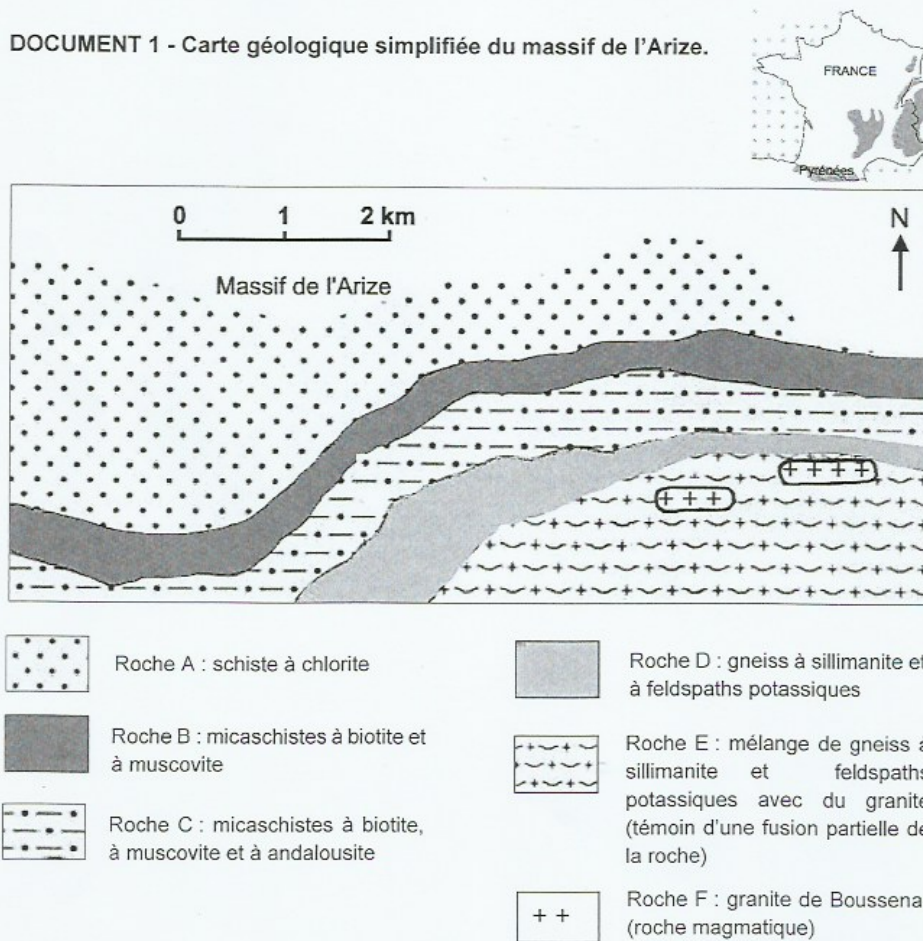 DOCUMENT 1 - Carte géologique simplifiée du massif de l'Arize.
FRANCE
Pyrénées
0 1 2 km
N
Massif de l'Arize
Roche A : schiste à chlorite
Roche B : micaschistes à biotite et
à muscovite
Roche C : micaschistes à biotite,
à muscovite et à andalousite
Roche D : gneiss à sillimanite et
à feldspaths potassiques
Roche E : mélange de gneiss à
sillimanite et feldspaths
potassiques avec du granite
(témoin d'une fusion partielle de
la roche)
Roche F : granite de Boussena
(roche magmatique)